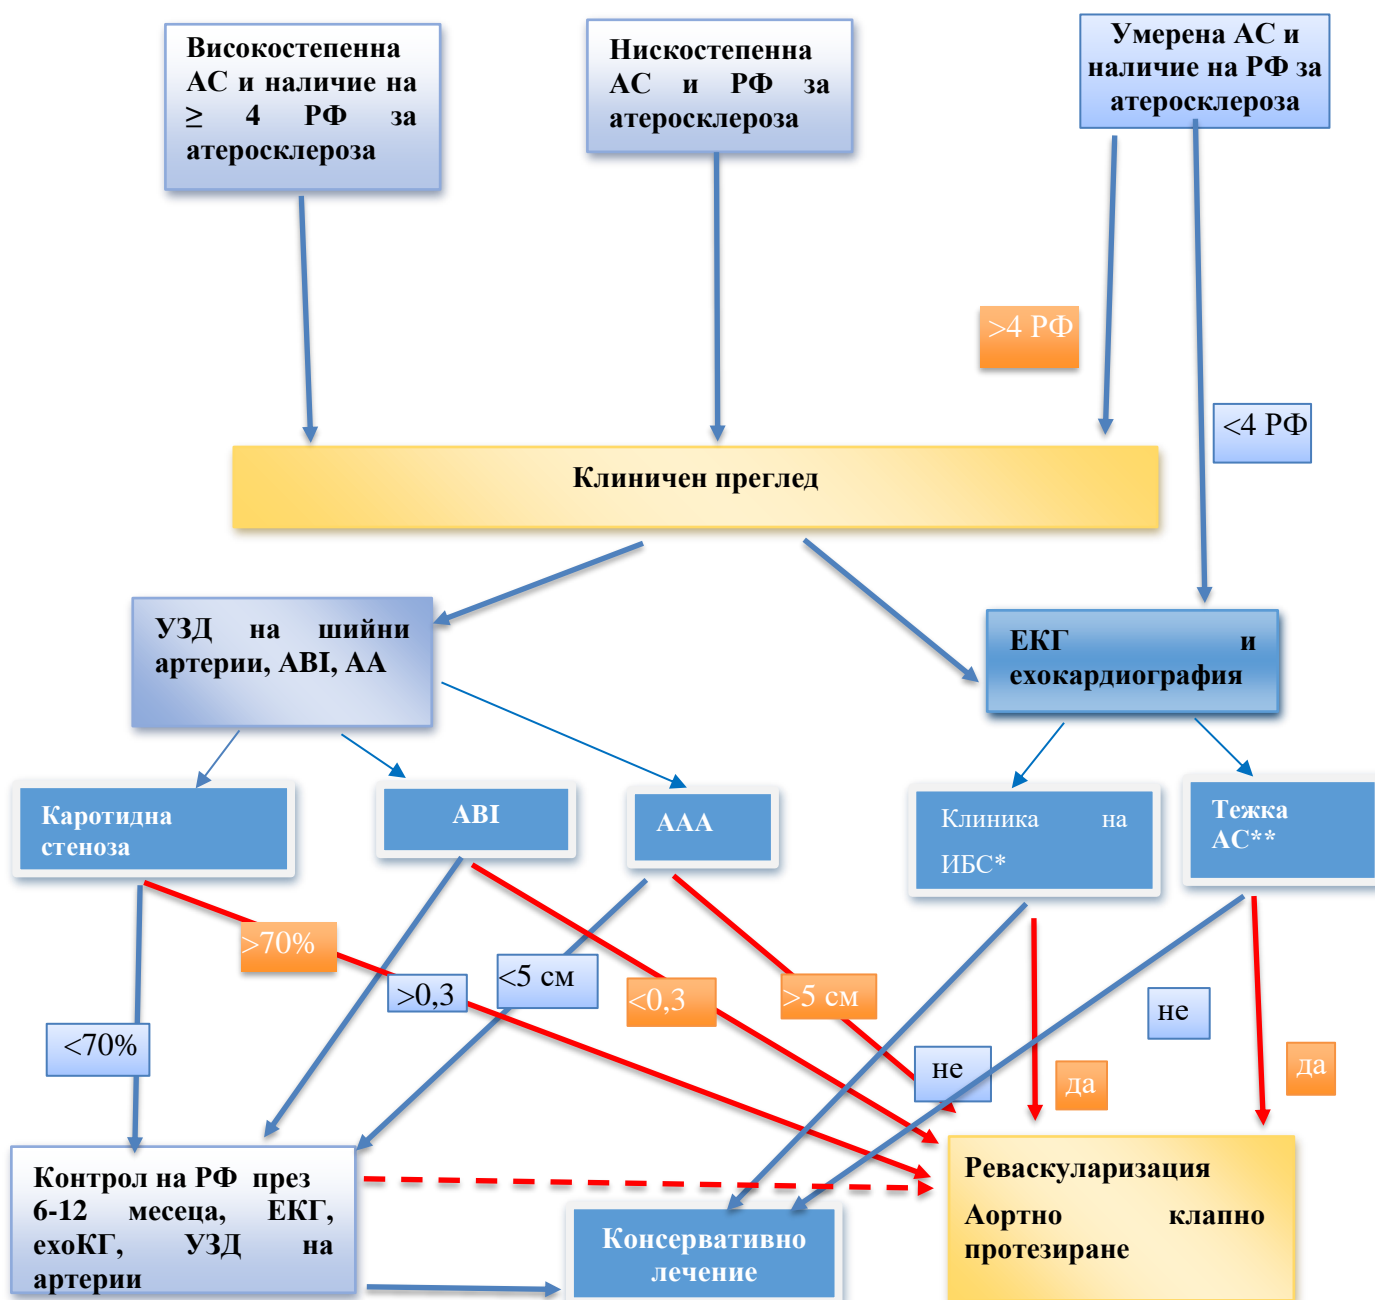 Високостепенна
АС и наличие на
≥ 4 РФ за
атеросклероза
Нискостепенна
АС и РФ за
атеросклероза
Умерена АС и
наличие на РФ за
атеросклероза
>4 РФ
<4 РФ
Клиничен преглед
УЗД на шийни
артерии, ABI, АА
ЕКГ и
ехокардиография
Каротидна
стеноза
ABI
ААА
Клиника на
ИБС*
Тежка
АС**
>70%
>0,3
<5 см
<0,3
>5 см
не
<70%
не
да
да
Контрол на РФ през
6-12 месеца, ЕКГ,
ехоКГ, УЗД на
артерии
Консервативно
лечение
Реваскуларизация
Аортно клапно
протезиране